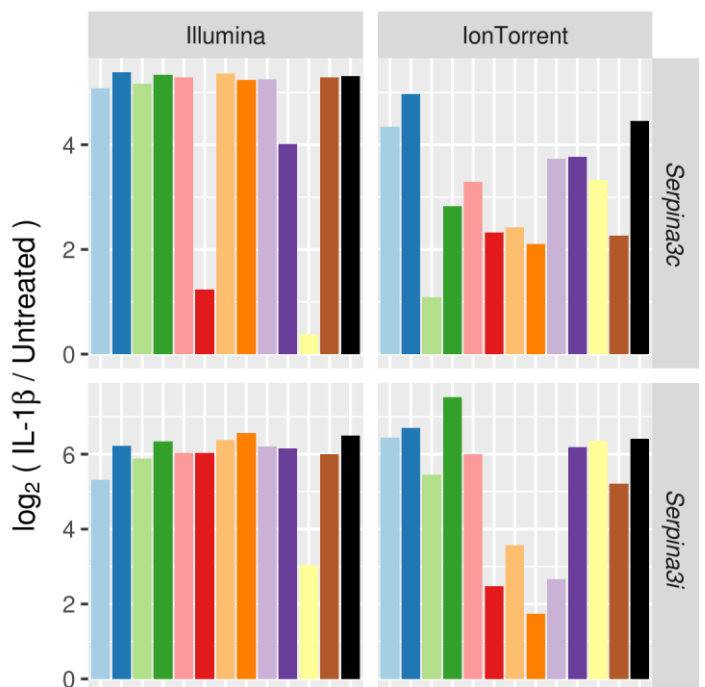 Illumina
IonTorrent
log₂ ( IL-1β / Untreated )
4
2
0
Serpina3c
6
4
2
0
Serpina3i